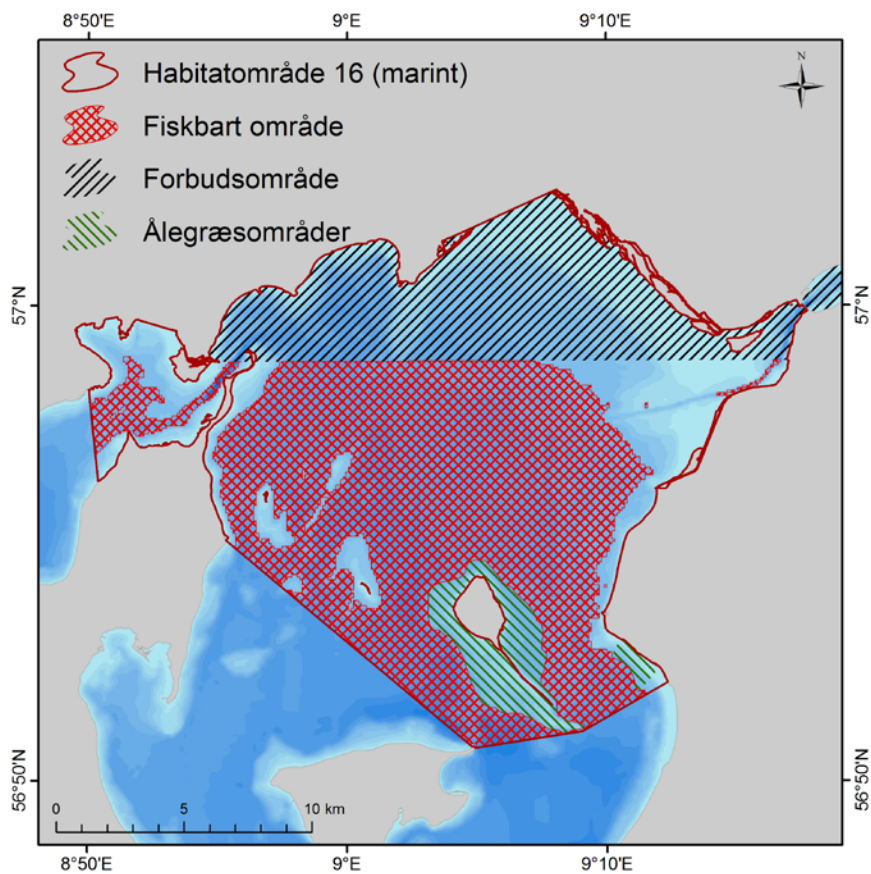 8°50'E 9°E 9°10'E
N
Habitatområde 16 (marint)
Fiskbart område
Forbudsområde
Ålegræsområder
57°N 57°N
56°50'N 56°50'N
0 5 10 km
8°50'E 9°E 9°10'E